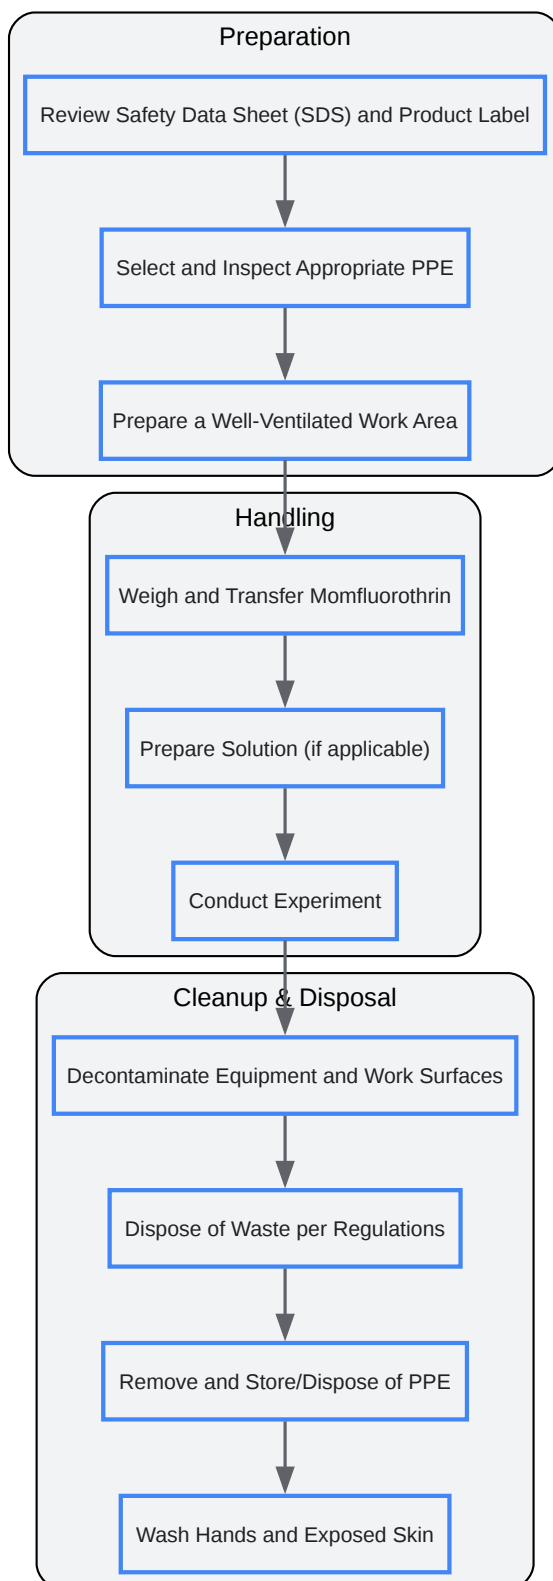 Preparation
Review Safety Data Sheet (SDS) and Product Label
Select and Inspect Appropriate PPE
Prepare a Well-Ventilated Work Area
Handling
Weigh and Transfer Momfluorothrin
Prepare Solution (if applicable)
Conduct Experiment
Cleanup & Disposal
Decontaminate Equipment and Work Surfaces
Dispose of Waste per Regulations
Remove and Store/Dispose of PPE
Wash Hands and Exposed Skin